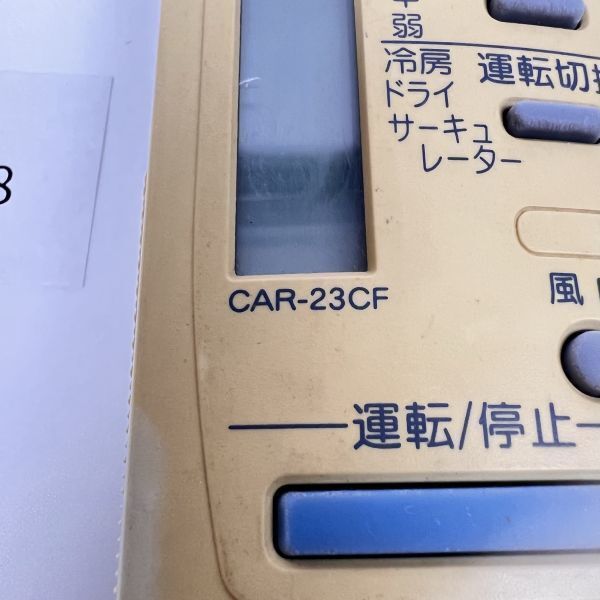 弱
冷房
運転切
ドライ
サーキュ
レーター
8
CAR-23CF
風
運転/停止